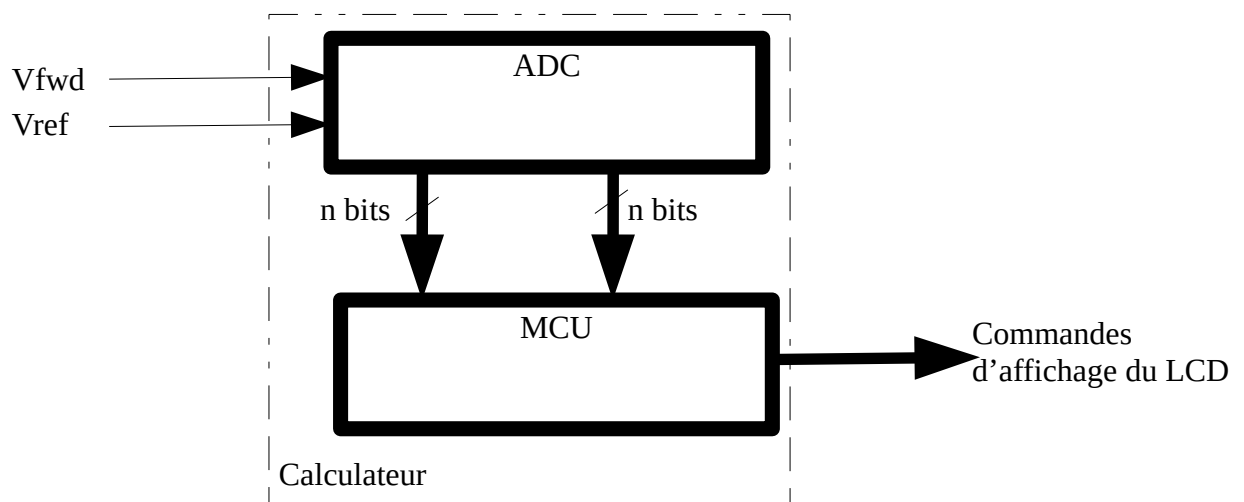 ADC
Vfwd
Vref
n bits
n bits
MCU
Commandes
d’affichage du LCD
Calculateur